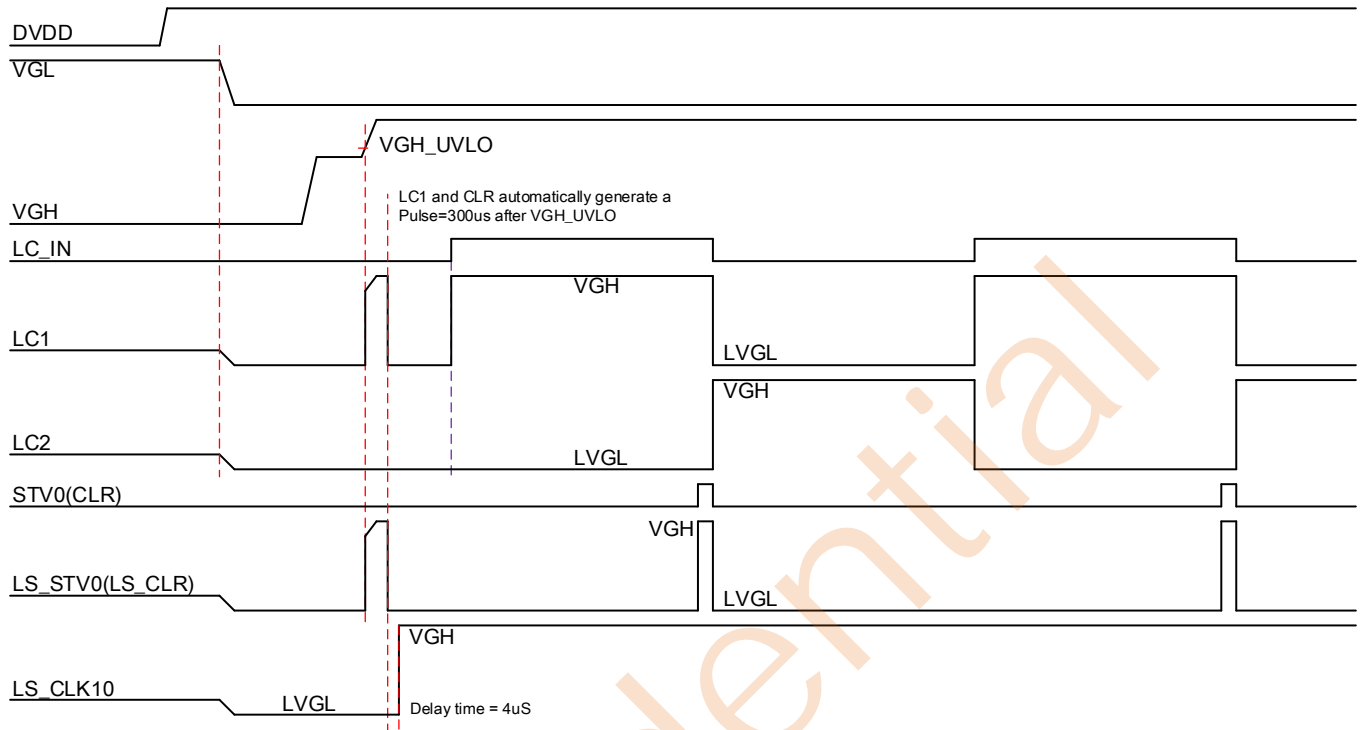 DVDD
VGL
VGH_UVLO
LC1 and CLR automatically generate a
Pulse=300us after VGH_UVLO
VGH
LC_IN
VGH
LC1
LVGL
VGH
LC2
LVGL
STV0(CLR)
VGH
LS_STV0(LS_CLR)
LVGL
VGH
LS_CLK10
LVGL
Delay time = 4uS
dential